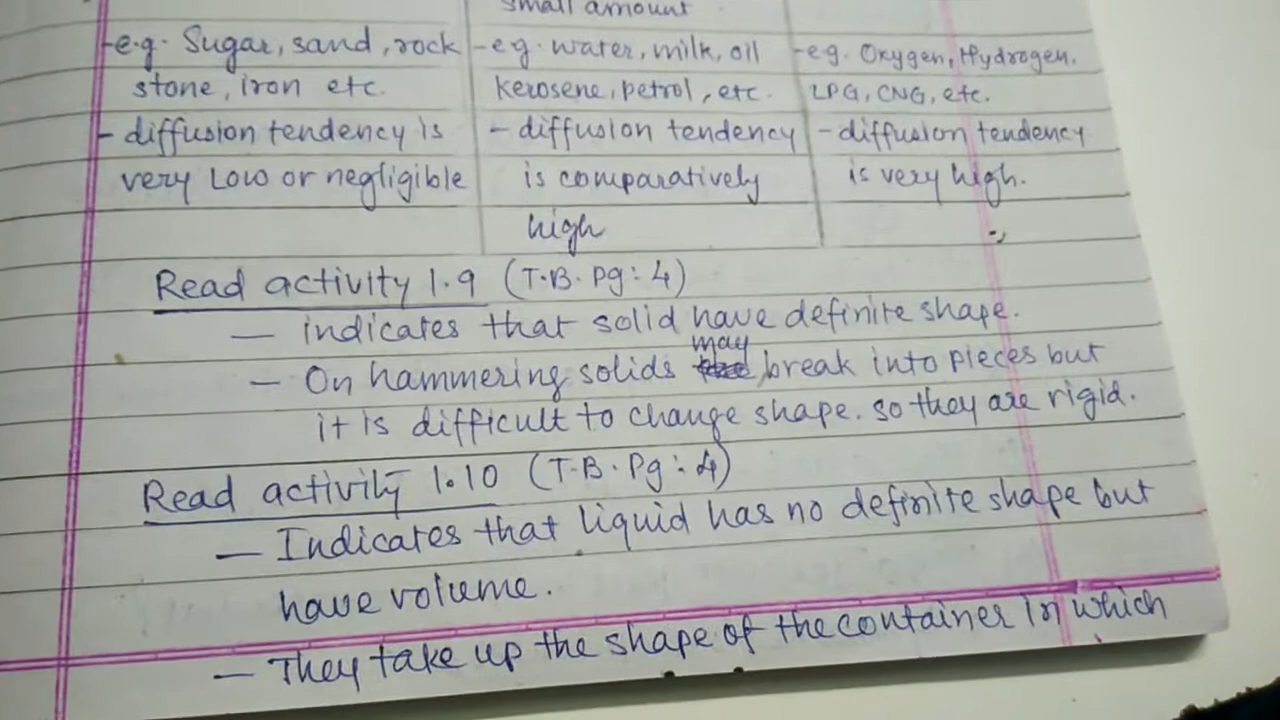 small amount
-e.g. Sugar, sand, rock
stone, iron etc.
- diffusion tendency is
very Low or negligible
-eg. water, milk, oil
Kerosene, petrol, etc.
- diffusion tendency
is comparatively
high
-eg. Oxygen, Hydrogen.
LPG, CNG, etc.
- diffusion tendency
is very high.
Read activity 1.9 (T.B. Pg: 4)
— indicates that solid have definite shape.
may
— On hammering solids break into pieces but
it is difficult to change shape. so they are rigid.
Read activity 1.10 (T.B. Pg: 4)
— Indicates that liquid has no definite shape but
have volume.
— They take up the shape of the container in which